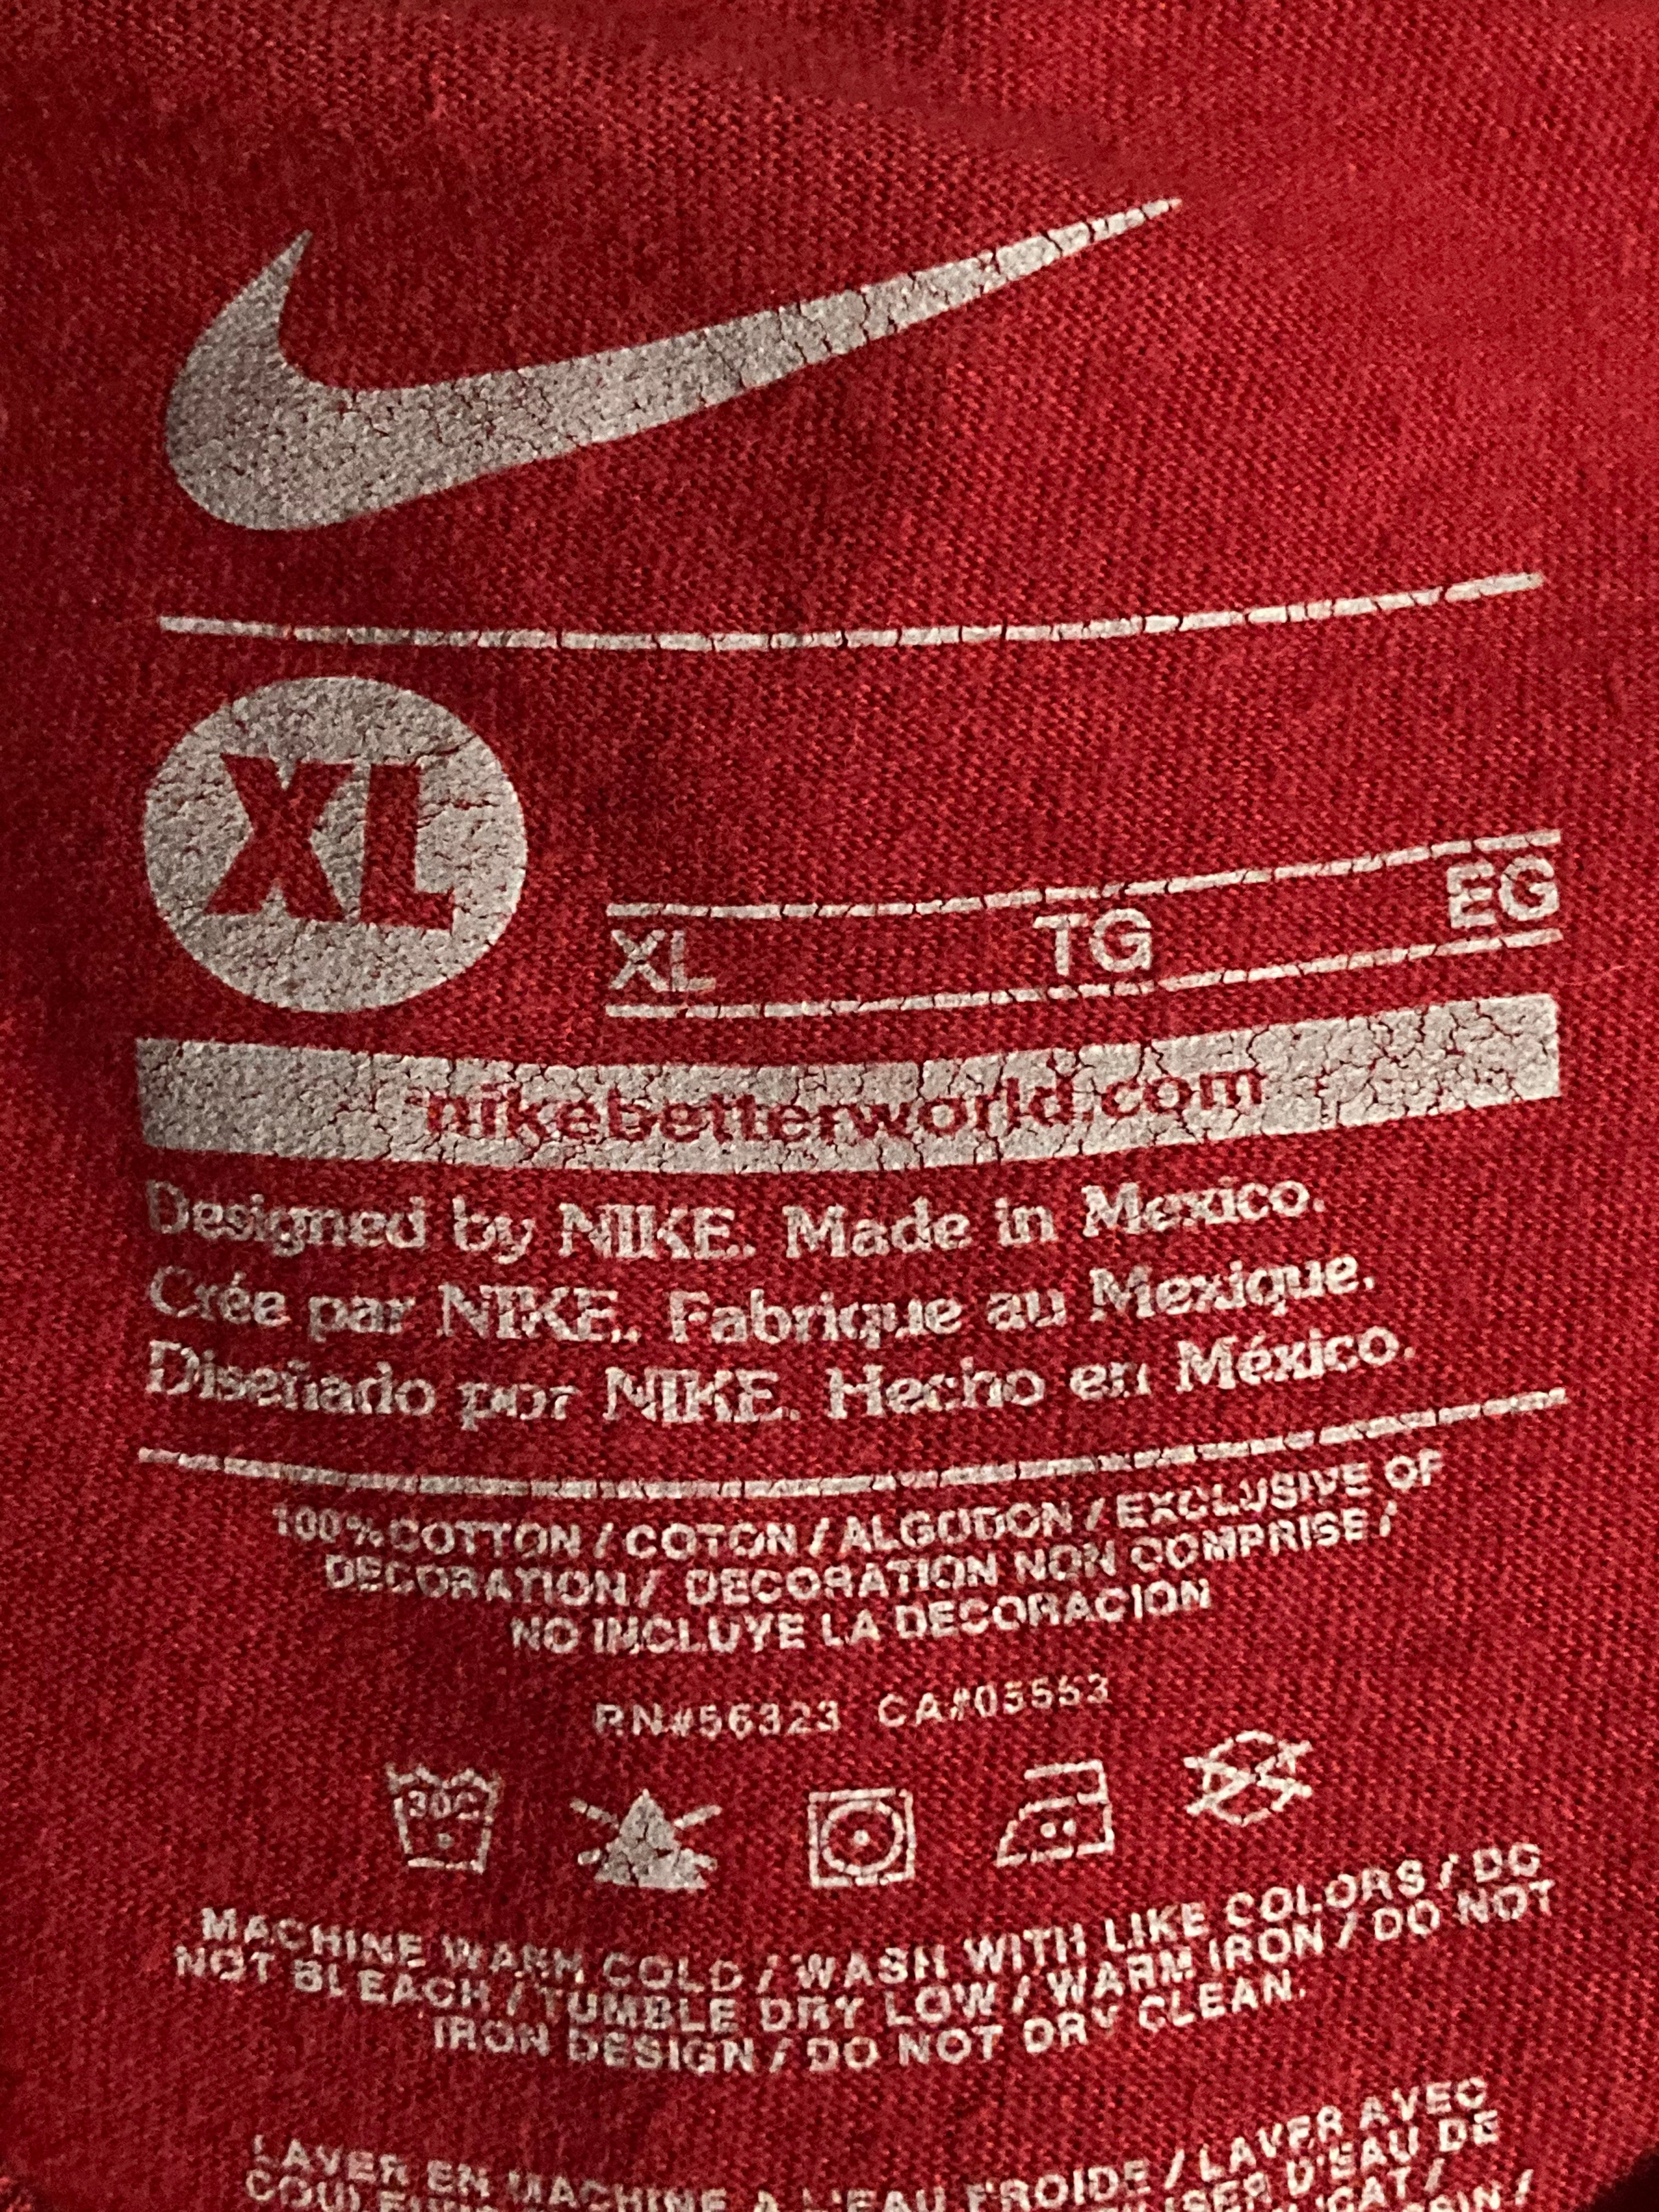 XL
XL TG EG
nikebetterworld.com
Designed by NIKE. Made in Mexico.
Crée par NIKE. Fabrique au Mexique.
Diseñado por NIKE. Hecho en México.
100% COTTON / COTON / ALGODON / EXCLUSIVE OF
DECORATION / DECORATION NON COMPRISE /
NO INCLUYE LA DECORACION
RN#56323 CA#05553
30C
MACHINE WASH COLD / WASH WITH LIKE COLORS / DO
NOT BLEACH / TUMBLE DRY LOW / WARM IRON / DO NOT
IRON DESIGN / DO NOT DRY CLEAN.
LAVER EN MACHINE A L'EAU FROIDE / LAVER AVEC
D'EAU DE